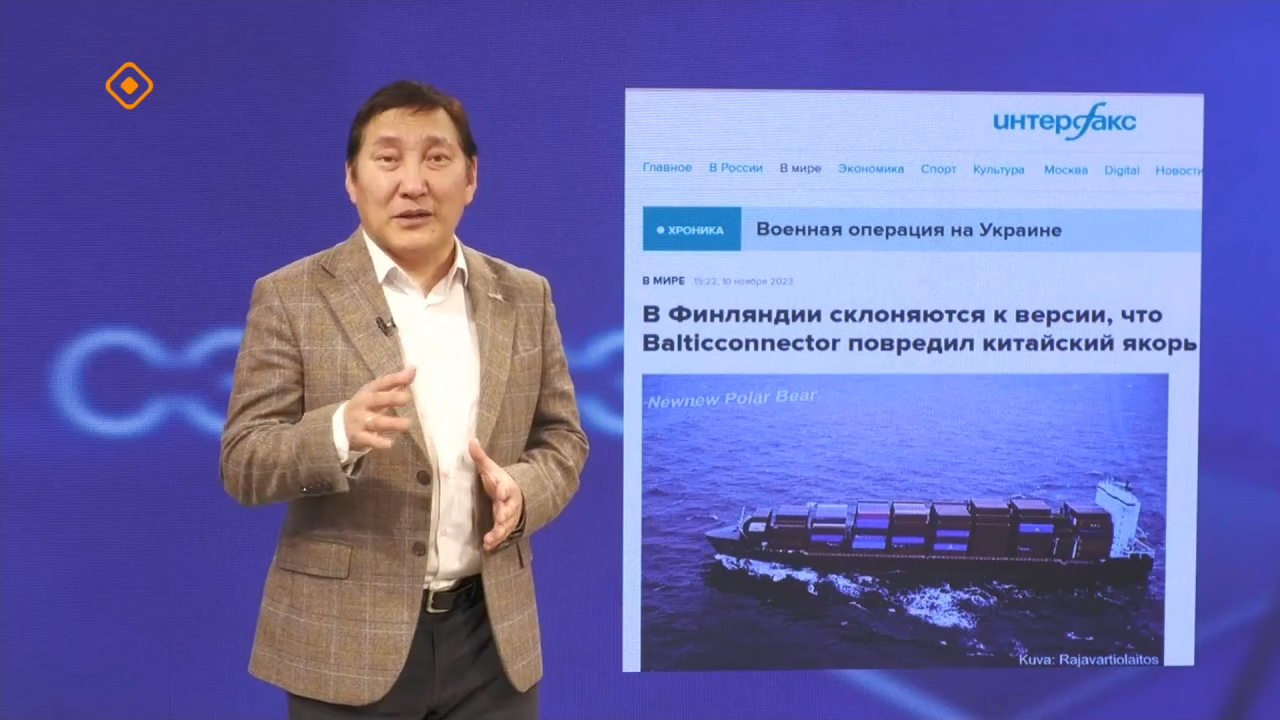 интерфакс
Главное В России В мире Экономика Спорт Культура Москва Digital Новости
ХРОНИКА Военная операция на Украине
В МИРЕ 15:22, 10 ноября 2023
В Финляндии склоняются к версии, что
Balticconnector повредил китайский якорь
Newnew Polar Bear
Kuva: Rajavartiolaitos